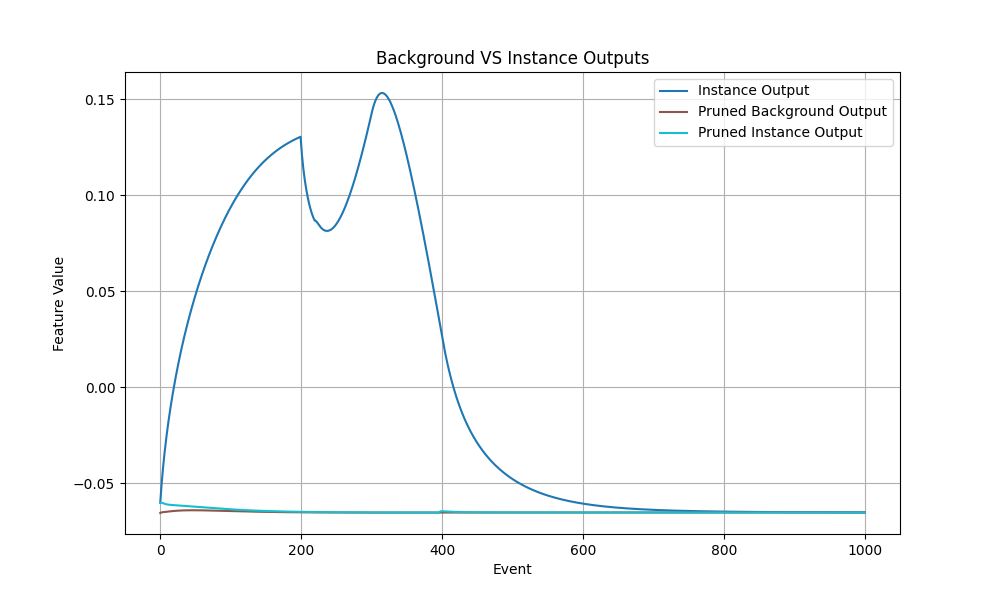 Background VS Instance Outputs
Instance Output
Pruned Background Output
Pruned Instance Output
0.15
0.10
0.05
0.00
−0.05
Feature Value
0 200 400 600 800 1000
Event